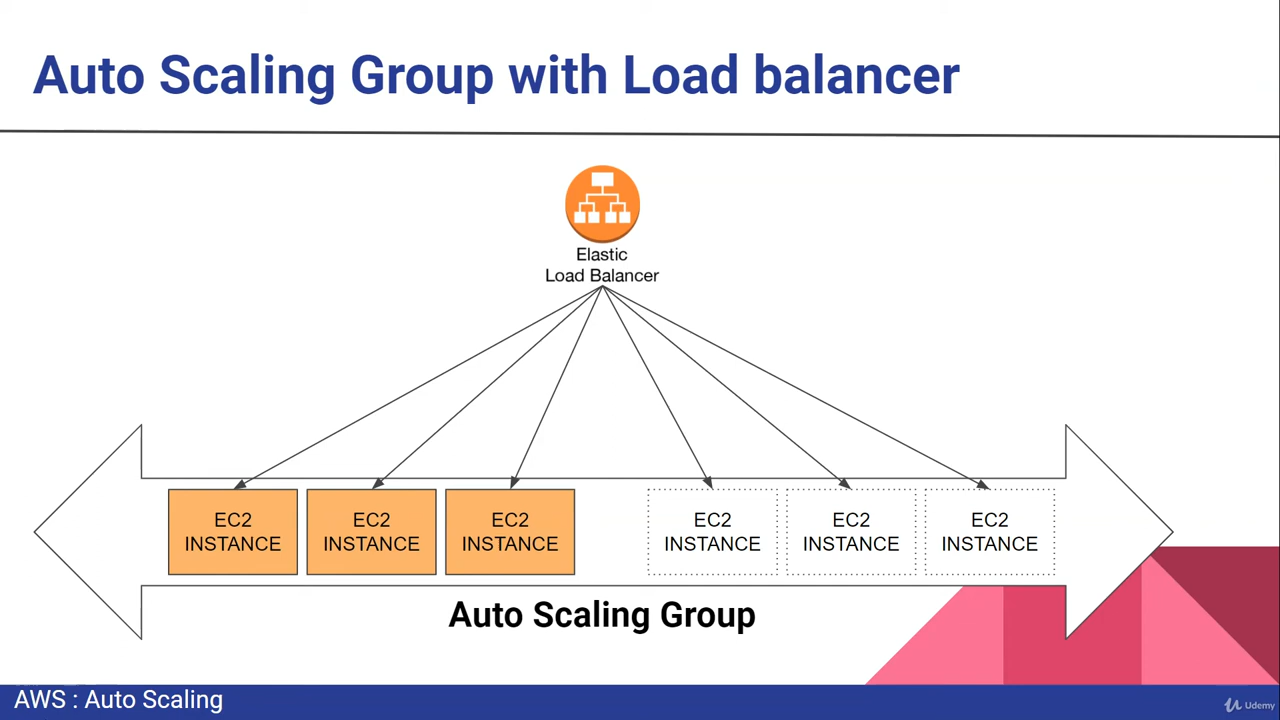 Auto Scaling Group with Load balancer
Elastic
Load Balancer
EC2
INSTANCE
EC2
INSTANCE
EC2
INSTANCE
EC2
INSTANCE
EC2
INSTANCE
EC2
INSTANCE
Auto Scaling Group
AWS : Auto Scaling
Udemy